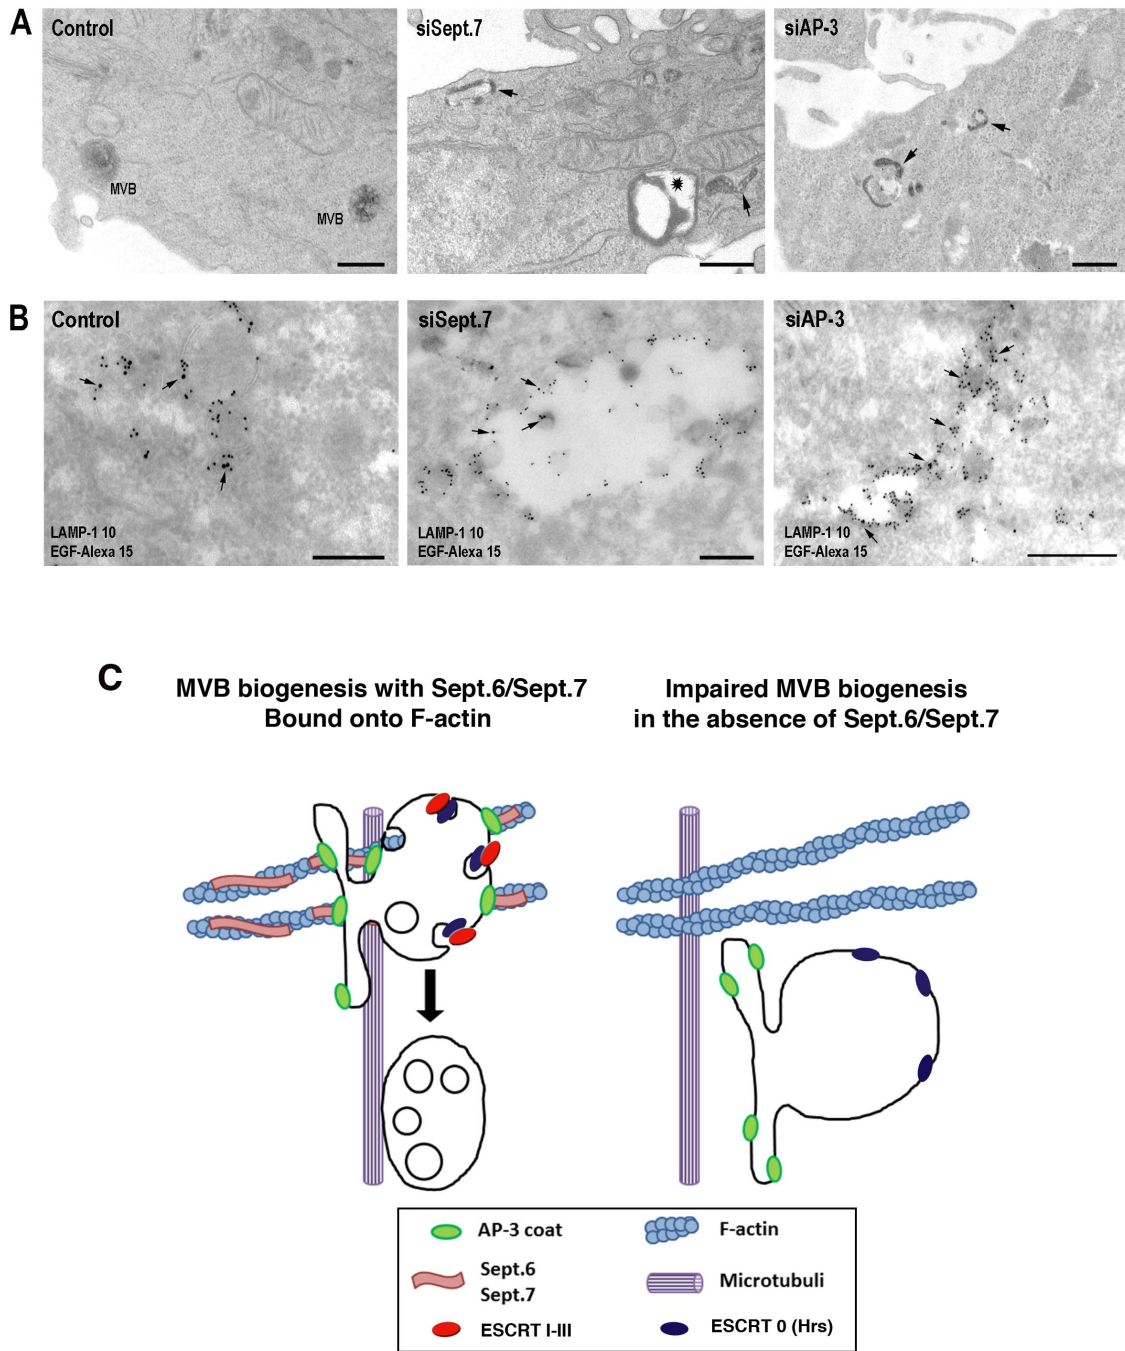 A
Control
siSept.7
siAP-3
MVB
MVB
B
Control
siSept.7
siAP-3
LAMP-1 10
EGF-Alexa 15
LAMP-1 10
EGF-Alexa 15
LAMP-1 10
EGF-Alexa 15
C
MVB biogenesis with Sept.6/Sept.7
Bound onto F-actin
Impaired MVB biogenesis
in the absence of Sept.6/Sept.7
AP-3 coat
F-actin
Sept.6
Sept.7
Microtubuli
ESCRT I-III
ESCRT 0 (Hrs)